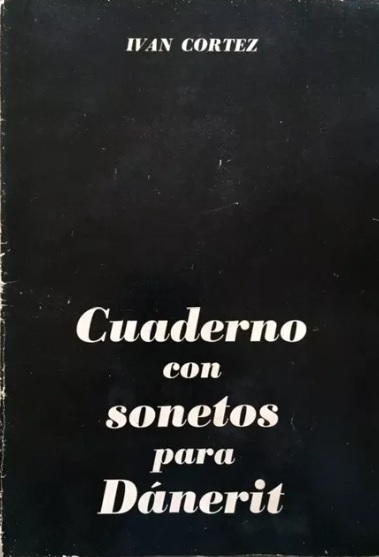 IVAN CORTEZ
Cuaderno
con
sonetos
para
Dánerit